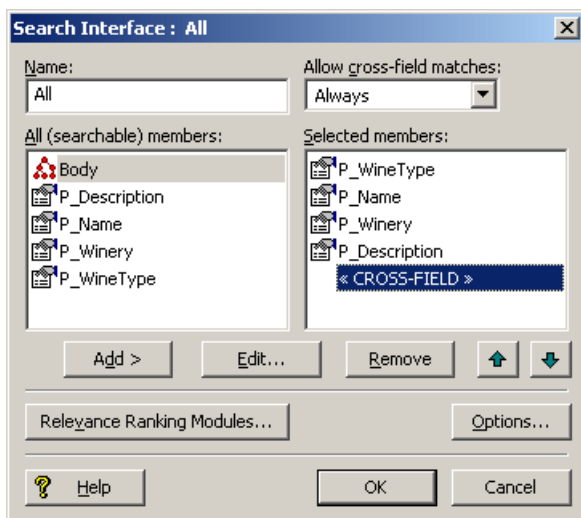 Search Interface : All
Name:
All
Allow cross-field matches:
Always
All (searchable) members:
Body
P_Description
P_Name
P_Winery
P_WineType
Selected members:
P_WineType
P_Name
P_Winery
P_Description
« CROSS-FIELD »
Add >
Edit...
Remove
Relevance Ranking Modules...
Options...
Help
OK
Cancel